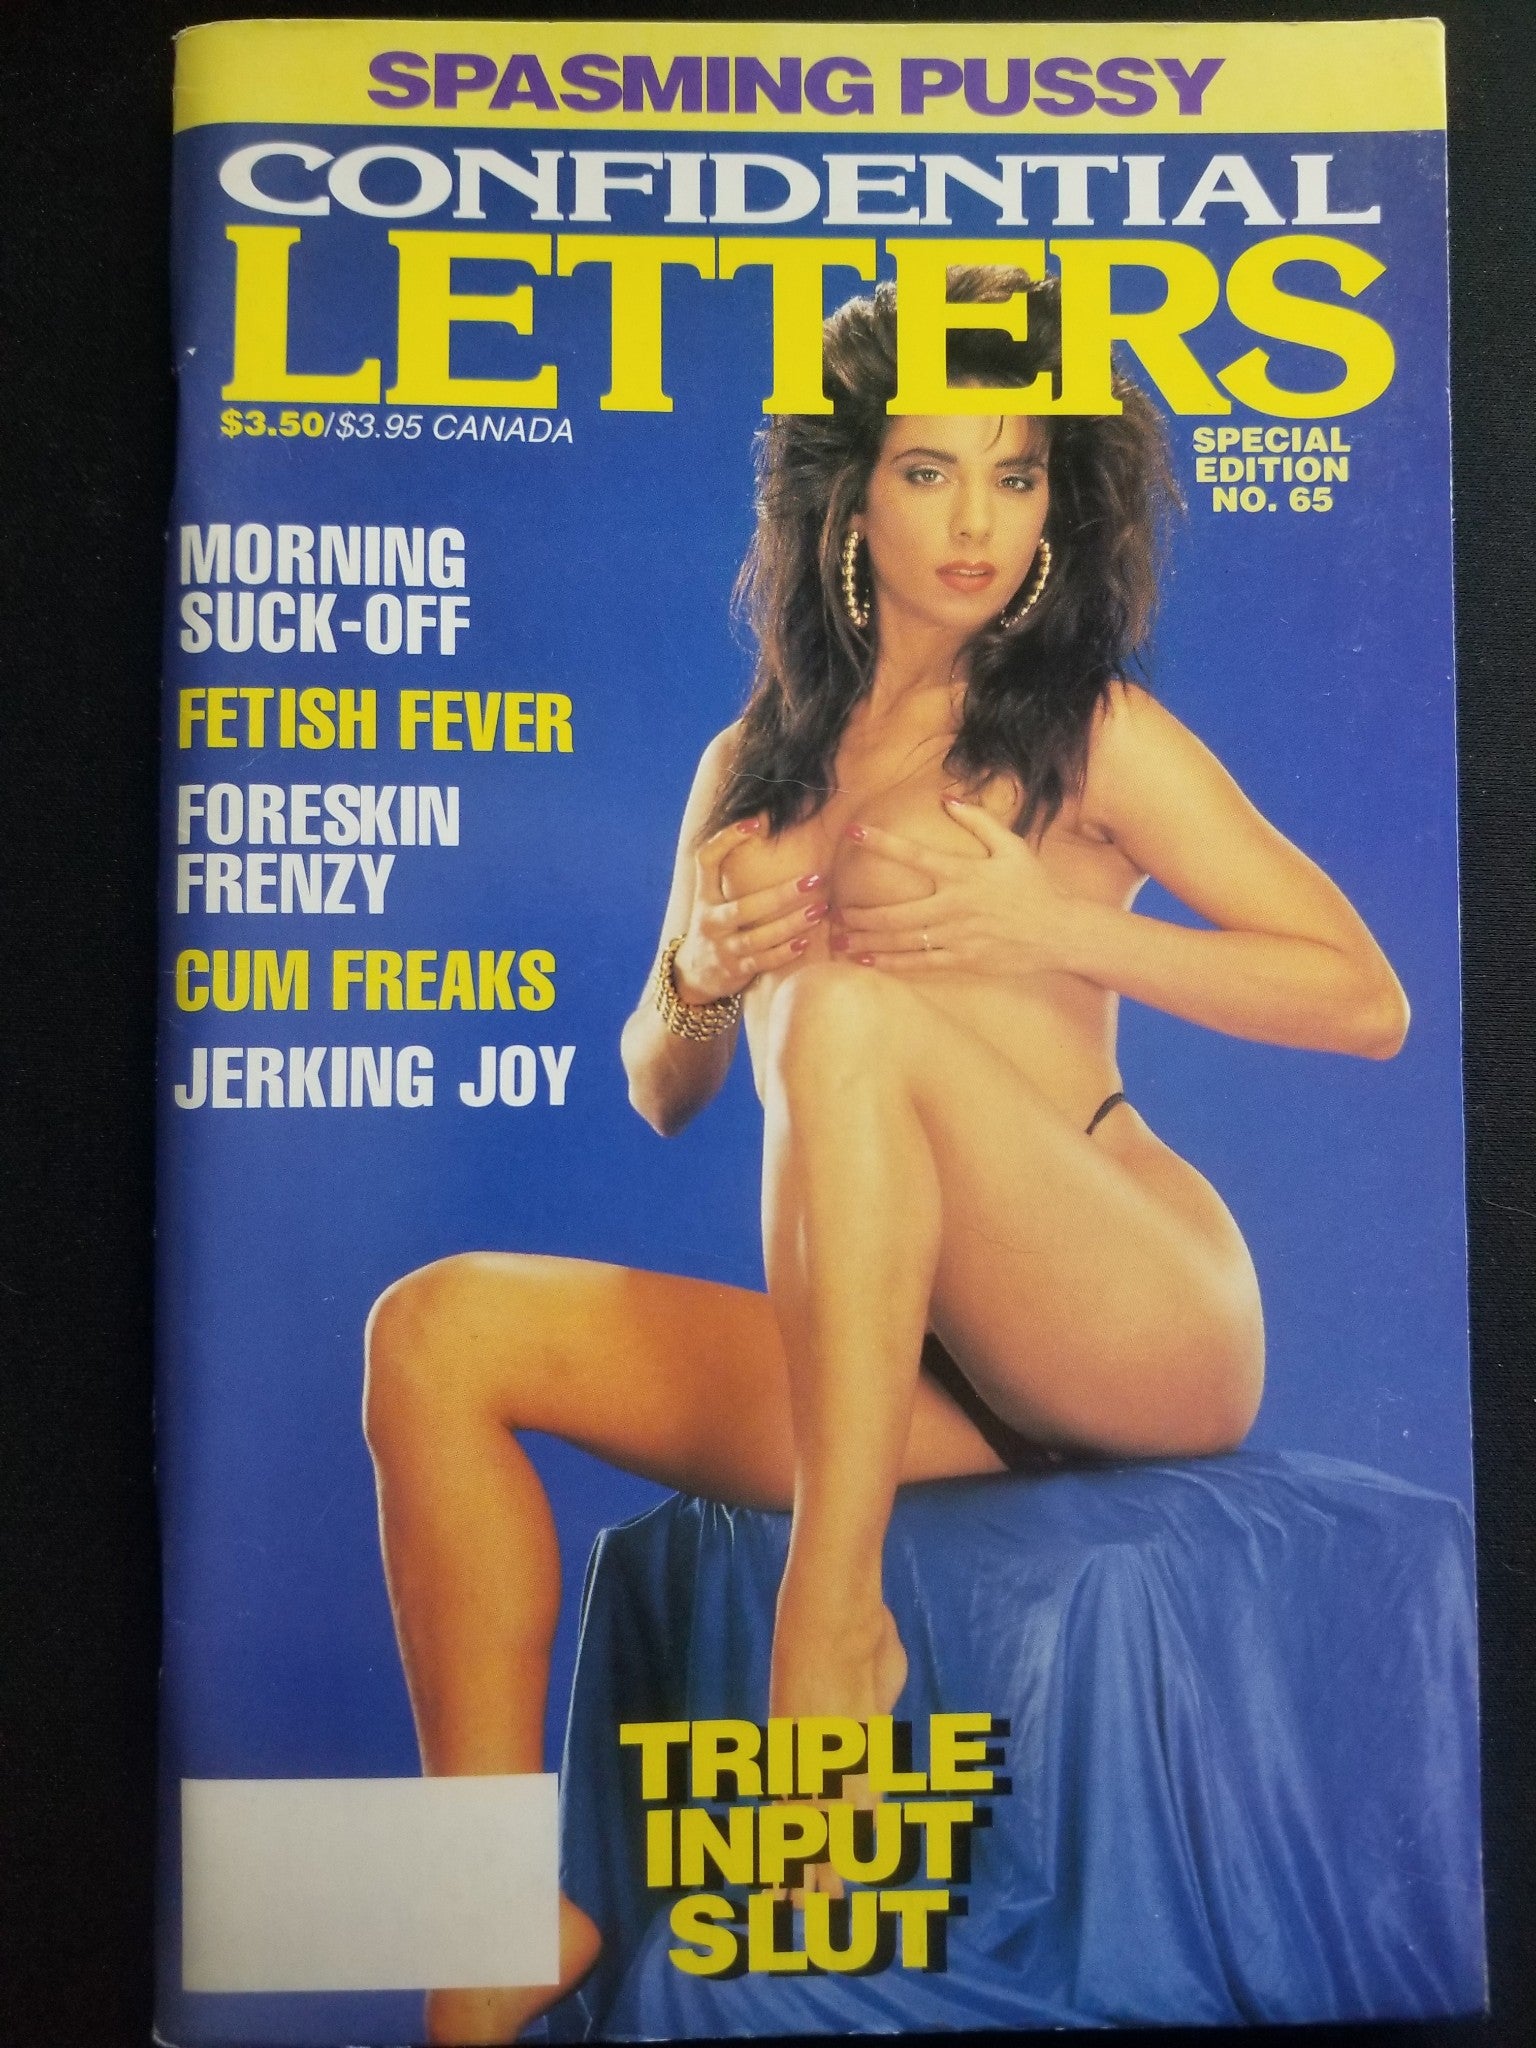 SPASMING PUSSY
CONFIDENTIAL
LETTERS
$3.50/$3.95 CANADA
SPECIAL
EDITION
NO. 65
MORNING
SUCK-OFF
FETISH FEVER
FORESKIN
FRENZY
CUM FREAKS
JERKING JOY
TRIPLE
INPUT
SLUT